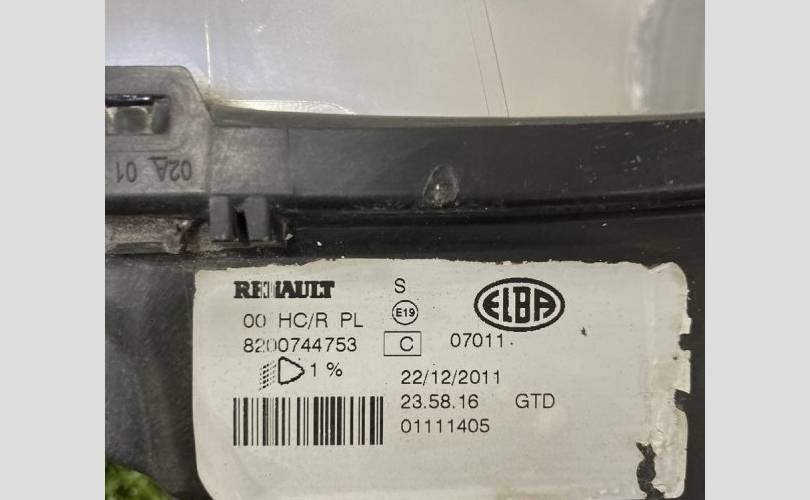 02A 01
RENAULT S
E19 ELBA
00 HC/R PL
8200744753 C 07011
1 % 22/12/2011
23.58.16 GTD
01111405